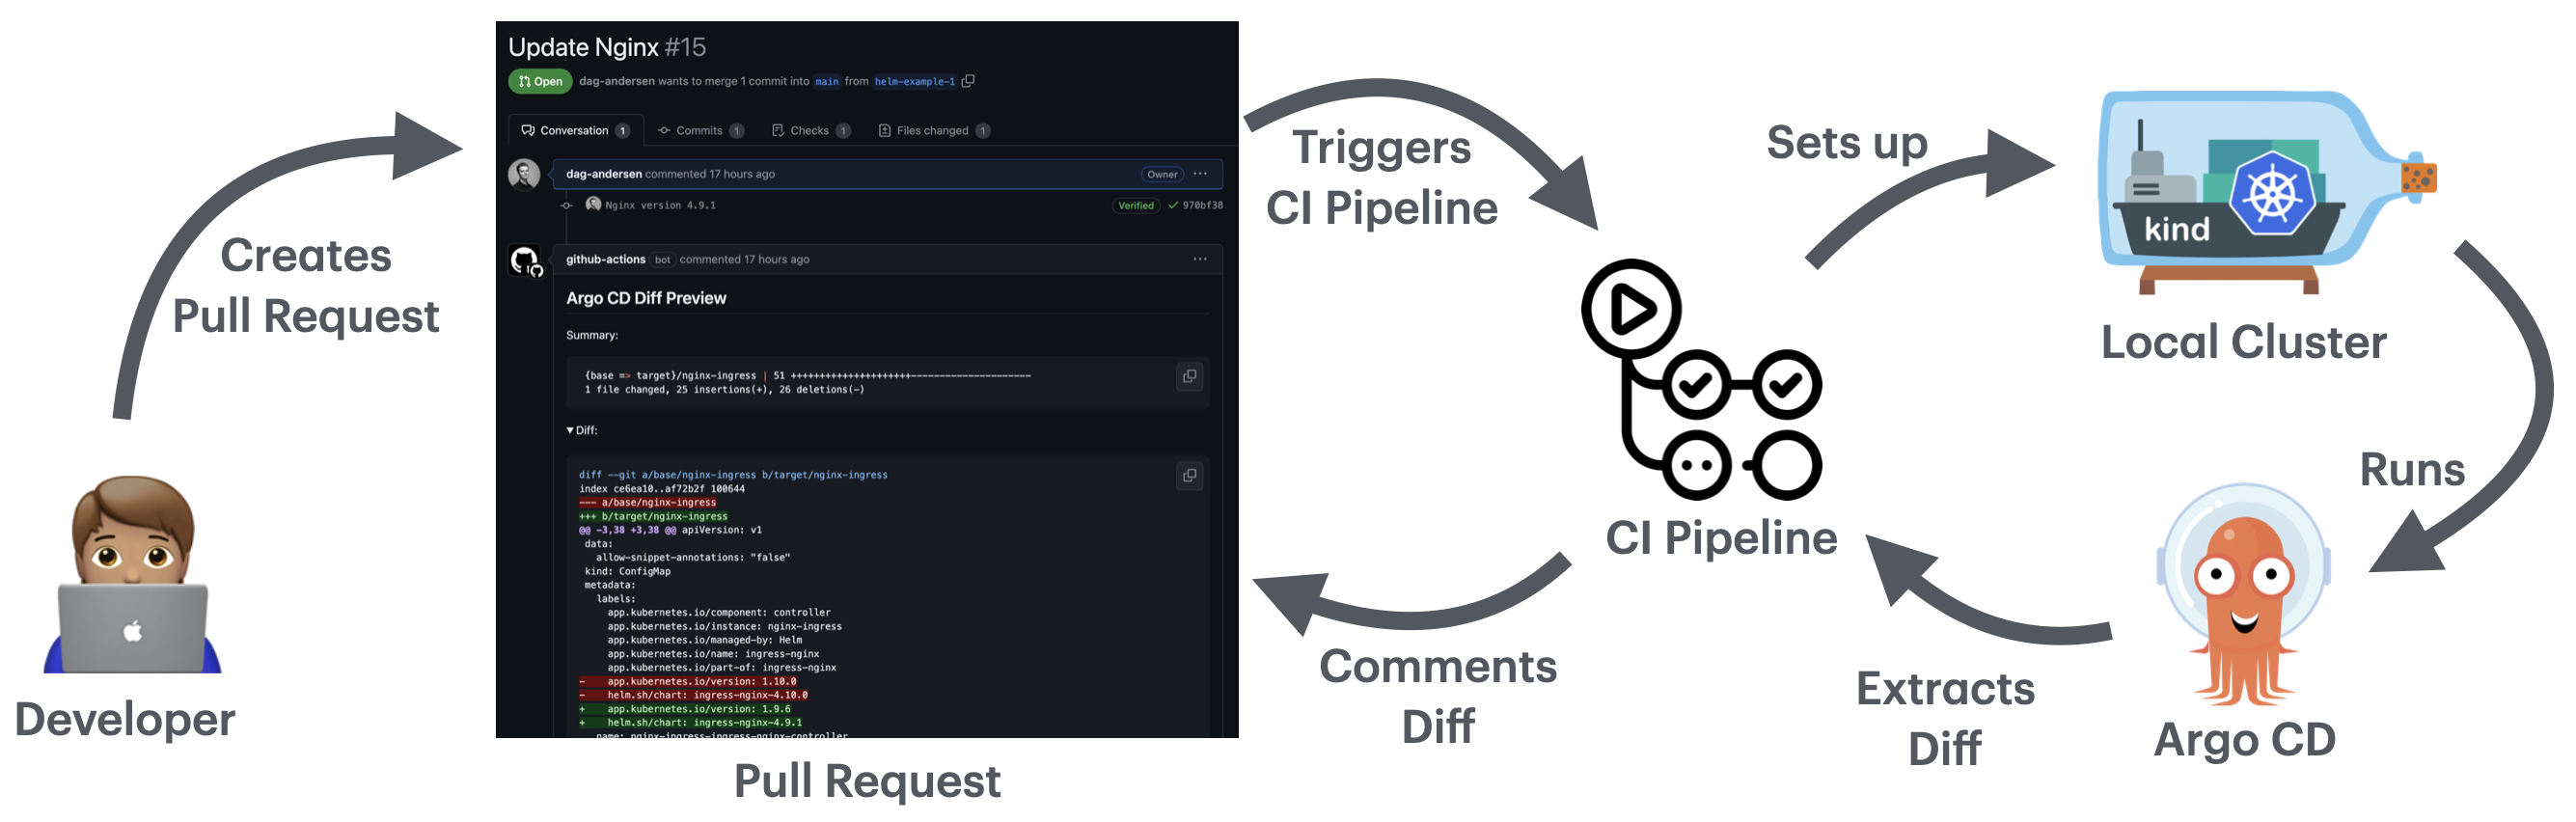 Creates
Pull Request
Developer
Update Nginx #15
Open dag-andersen wants to merge 1 commit into main from helm-example-1
Conversation 1 Commits 1 Checks 1 Files changed 1
dag-andersen commented 17 hours ago Owner ...
Nginx version 4.9.1 Verified 970bf38
github-actions bot commented 17 hours ago ...
Argo CD Diff Preview
Summary:
{base => target}/nginx-ingress | 51 +++++++++++++++++++++--------------------
1 file changed, 25 insertions(+), 26 deletions(-)
Diff:
diff --git a/base/nginx-ingress b/target/nginx-ingress
index ce6ea10..af72b2f 100644
--- a/base/nginx-ingress
+++ b/target/nginx-ingress
@@ -3,38 +3,38 @@ apiVersion: v1
data:
allow-snippet-annotations: "false"
kind: ConfigMap
metadata:
labels:
app.kubernetes.io/component: controller
app.kubernetes.io/instance: nginx-ingress
app.kubernetes.io/managed-by: Helm
app.kubernetes.io/name: ingress-nginx
app.kubernetes.io/part-of: ingress-nginx
- app.kubernetes.io/version: 1.10.0
- helm.sh/chart: ingress-nginx-4.10.0
+ app.kubernetes.io/version: 1.9.6
+ helm.sh/chart: ingress-nginx-4.9.1
name: nginx-ingress-ingress-nginx-controller
Pull Request
Triggers
CI Pipeline
CI Pipeline
Comments
Diff
Sets up
kind
Local Cluster
Runs
Argo CD
Extracts
Diff